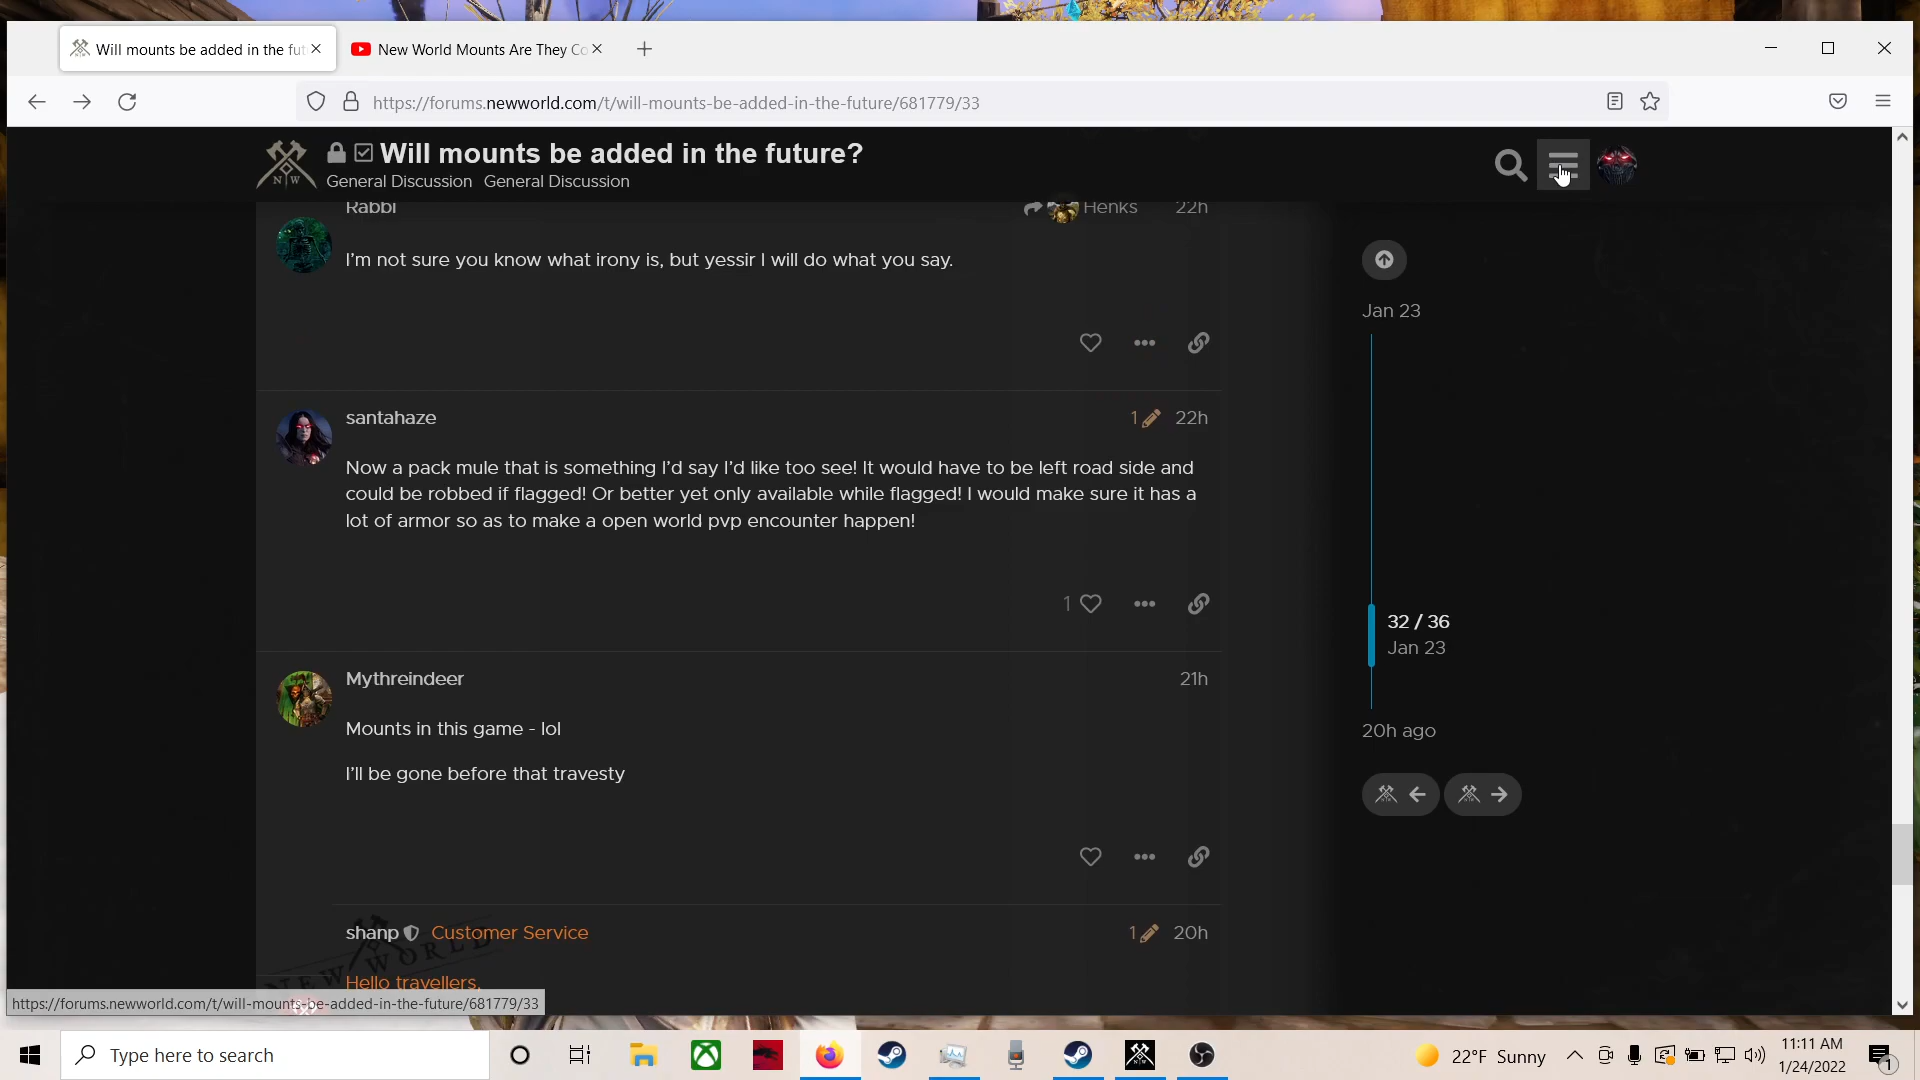 Will mounts be added in the fut
New World Mounts Are They Co
https://forums.newworld.com/t/will-mounts-be-added-in-the-future/681779/33
Will mounts be added in the future?
General Discussion General Discussion
Rabbi
Henks 22h
I'm not sure you know what irony is, but yessir I will do what you say.
Jan 23
santahaze
1 22h
Now a pack mule that is something I'd say I'd like too see! It would have to be left road side and
could be robbed if flagged! Or better yet only available while flagged! I would make sure it has a
lot of armor so as to make a open world pvp encounter happen!
1
32 / 36
Jan 23
Mythreindeer
21h
Mounts in this game - lol
I'll be gone before that travesty
20h ago
shanp Customer Service
1 20h
NEW WORLD
Hello travellers,
https://forums.newworld.com/t/will-mounts-be-added-in-the-future/681779/33
Type here to search
22°F Sunny
11:11 AM
1/24/2022
1